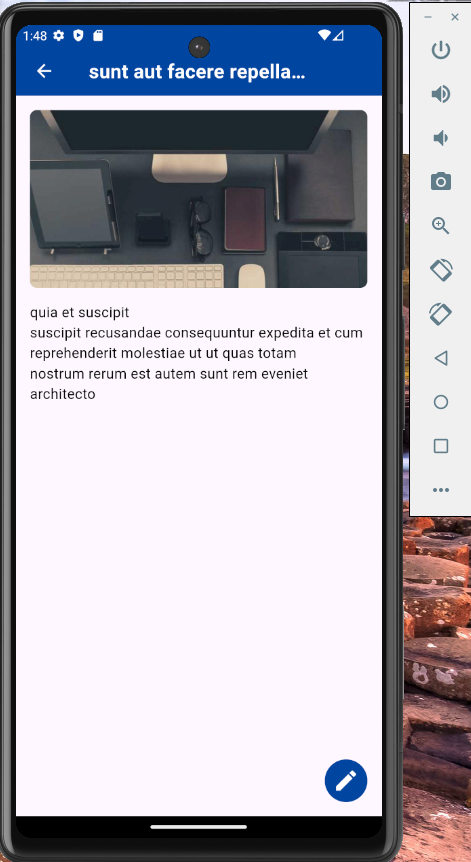 1:48
sunt aut facere repella...
quia et suscipit
suscipit recusandae consequuntur expedita et cum
reprehenderit molestiae ut ut quas totam
nostrum rerum est autem sunt rem eveniet
architecto